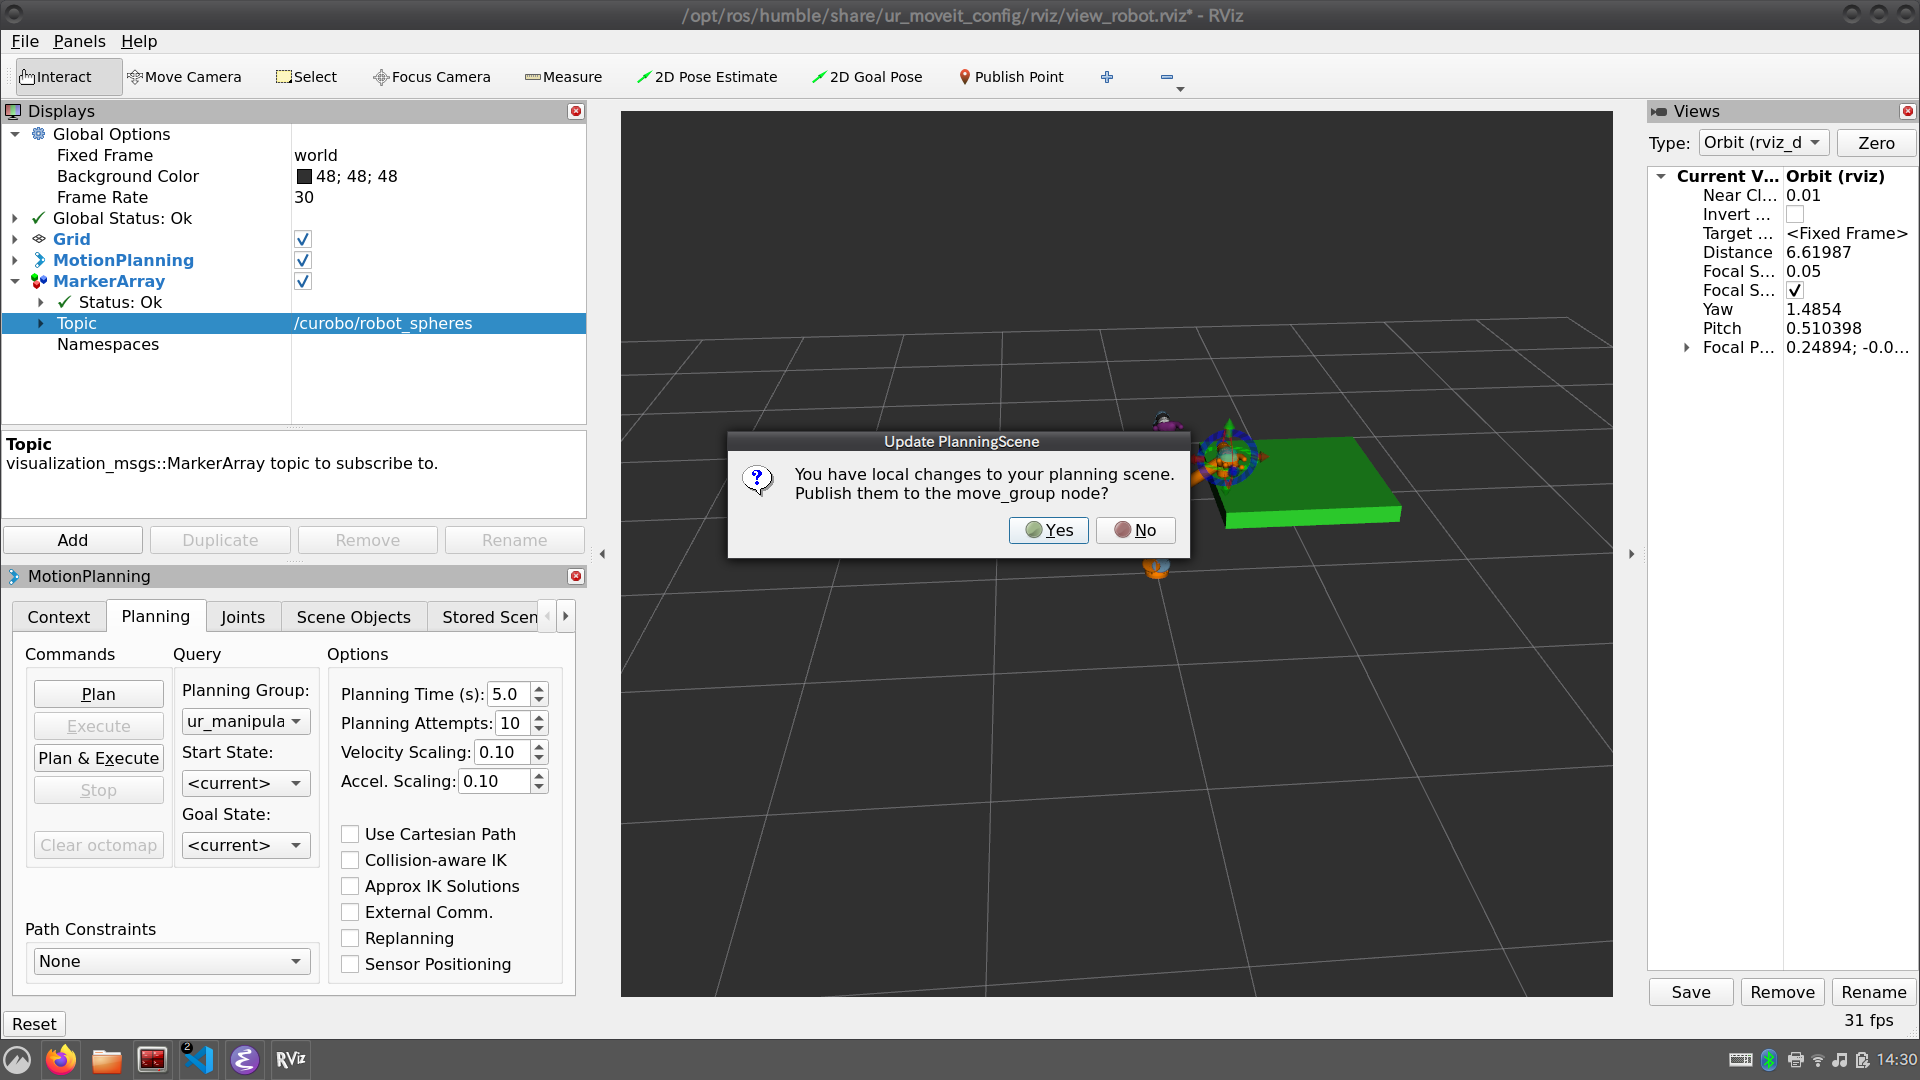 /opt/ros/humble/share/ur_moveit_config/rviz/view_robot.rviz* - RViz
File Panels Help
Interact Move Camera Select Focus Camera Measure 2D Pose Estimate 2D Goal Pose Publish Point
Displays
Global Options
Fixed Frame world
Background Color 48; 48; 48
Frame Rate 30
Global Status: Ok
Grid
MotionPlanning
MarkerArray
Status: Ok
Topic /curobo/robot_spheres
Namespaces
Topic
visualization_msgs::MarkerArray topic to subscribe to.
Add Duplicate Remove Rename
MotionPlanning
Context Planning Joints Scene Objects Stored Scen
Commands Query Options
Plan
Execute
Plan & Execute
Stop
Clear octomap
Planning Group:
ur_manipula
Start State:
<current>
Goal State:
<current>
Planning Time (s): 5.0
Planning Attempts: 10
Velocity Scaling: 0.10
Accel. Scaling: 0.10
Use Cartesian Path
Collision-aware IK
Approx IK Solutions
External Comm.
Replanning
Sensor Positioning
Path Constraints
None
Reset
Update PlanningScene
You have local changes to your planning scene.
Publish them to the move_group node?
Yes No
Views
Type: Orbit (rviz_d Zero
Current V... Orbit (rviz)
Near Cl... 0.01
Invert ...
Target ... <Fixed Frame>
Distance 6.61987
Focal S... 0.05
Focal S...
Yaw 1.4854
Pitch 0.510398
Focal P... 0.24894; -0.0...
Save Remove Rename
31 fps
2
RViz
14:30